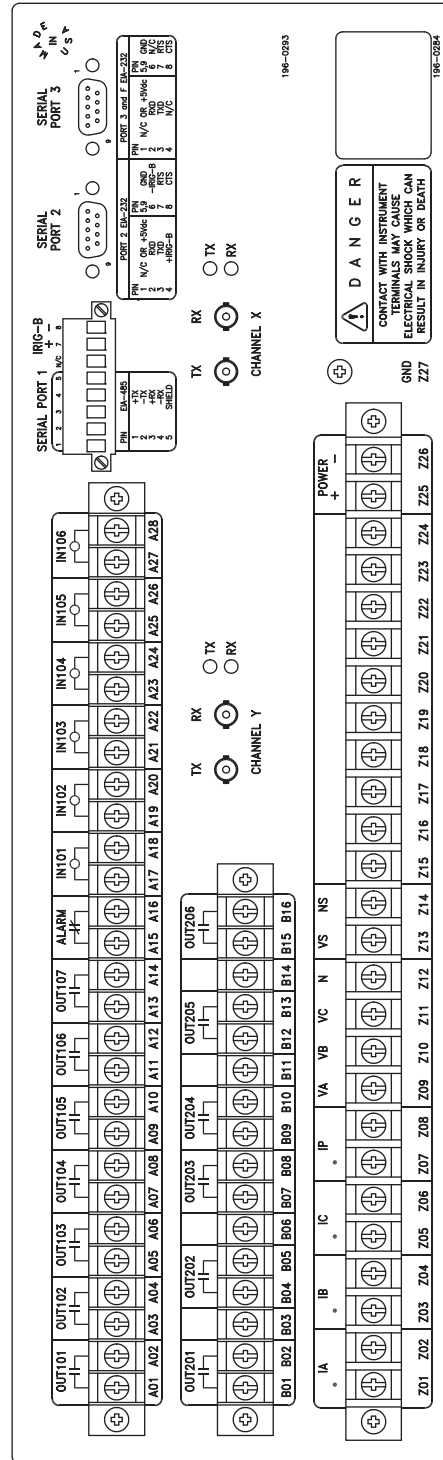 OUT101 OUT102 OUT103 OUT104 OUT105 OUT106 OUT107 ALARM IN101 IN102 IN103 IN104 IN105 IN106
A01 A02 A03 A04 A05 A06 A07 A08 A09 A10 A11 A12 A13 A14 A15 A16 A17 A18 A19 A20 A21 A22 A23 A24 A25 A26 A27 A28
SERIAL PORT 1 IRIG-B
+ -
1 2 3 4 5 N/C 7 8
PIN EIA-485
1 +TX
2 -TX
3 +RX
4 -RX
5 SHIELD
SERIAL
PORT 2
1
9
SERIAL
PORT 3
1
9
MADE
IN
USA
PORT 2 EIA-232
PIN PIN
1 N/C OR +5Vdc 5,9 GND
2 RXD 6 -IRIG-B
3 TXD 7 RTS
4 +IRIG-B 8 CTS
PORT 3 and F EIA-232
PIN PIN
1 N/C OR +5Vdc 5,9 GND
2 RXD 6 N/C
3 TXD 7 RTS
4 N/C 8 CTS
OUT201 OUT202 OUT203 OUT204 OUT205 OUT206
B01 B02 B03 B04 B05 B06 B07 B08 B09 B10 B11 B12 B13 B14 B15 B16
TX RX
TX
RX
CHANNEL Y
TX RX
TX
RX
CHANNEL X
196-0293
IA IB IC IP VA VB VC N VS NS POWER
+ -
Z01 Z02 Z03 Z04 Z05 Z06 Z07 Z08 Z09 Z10 Z11 Z12 Z13 Z14 Z15 Z16 Z17 Z18 Z19 Z20 Z21 Z22 Z23 Z24 Z25 Z26
GND
Z27
DANGER
CONTACT WITH INSTRUMENT
TERMINALS MAY CAUSE
ELECTRICAL SHOCK WHICH CAN
RESULT IN INJURY OR DEATH
196-0284